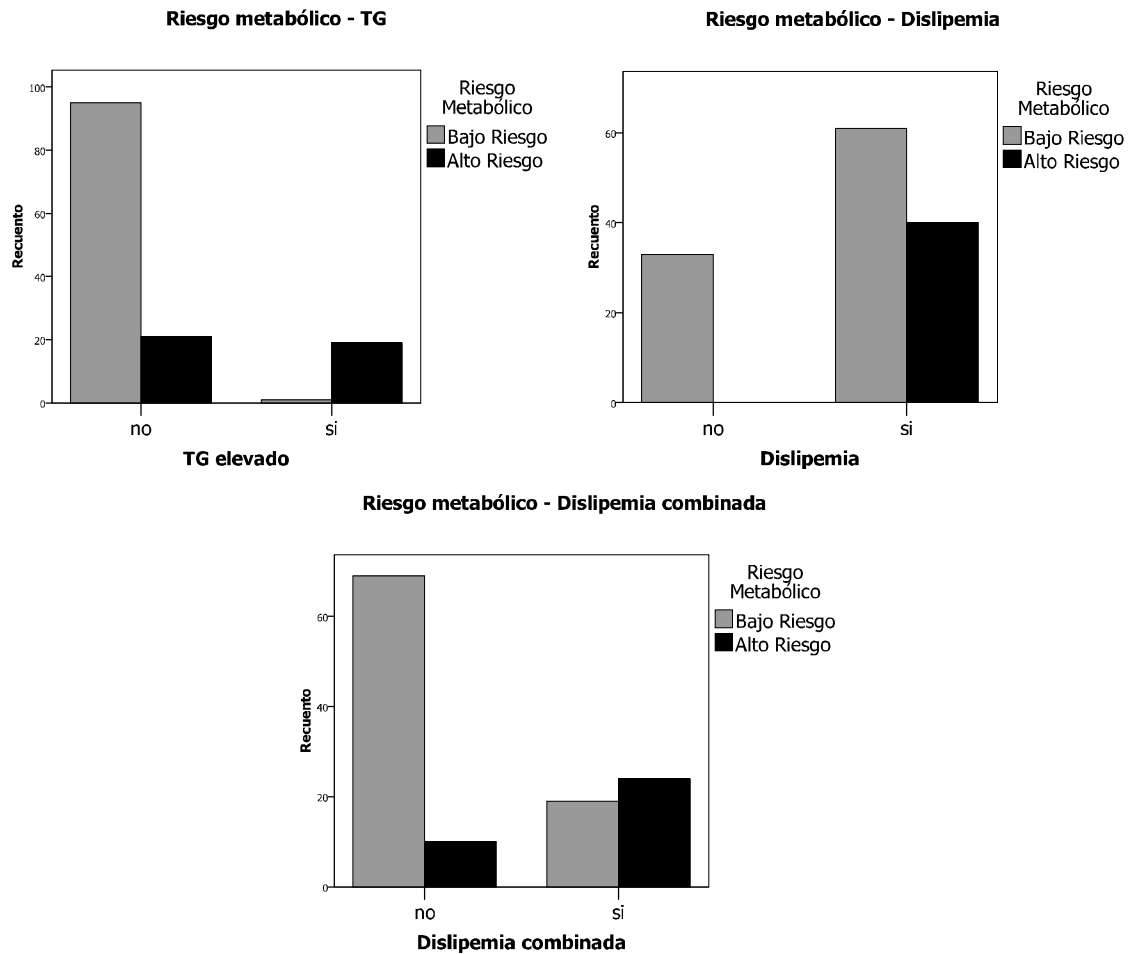 Riesgo metabólico - TG
Riesgo
Metabólico
Bajo Riesgo
Alto Riesgo
100
80
60
40
20
0
Recuento
no
si
TG elevado
Riesgo metabólico - Dislipemia
Riesgo
Metabólico
Bajo Riesgo
Alto Riesgo
60
40
20
0
Recuento
no
si
Dislipemia
Riesgo metabólico - Dislipemia combinada
Riesgo
Metabólico
Bajo Riesgo
Alto Riesgo
60
40
20
0
Recuento
no
si
Dislipemia combinada